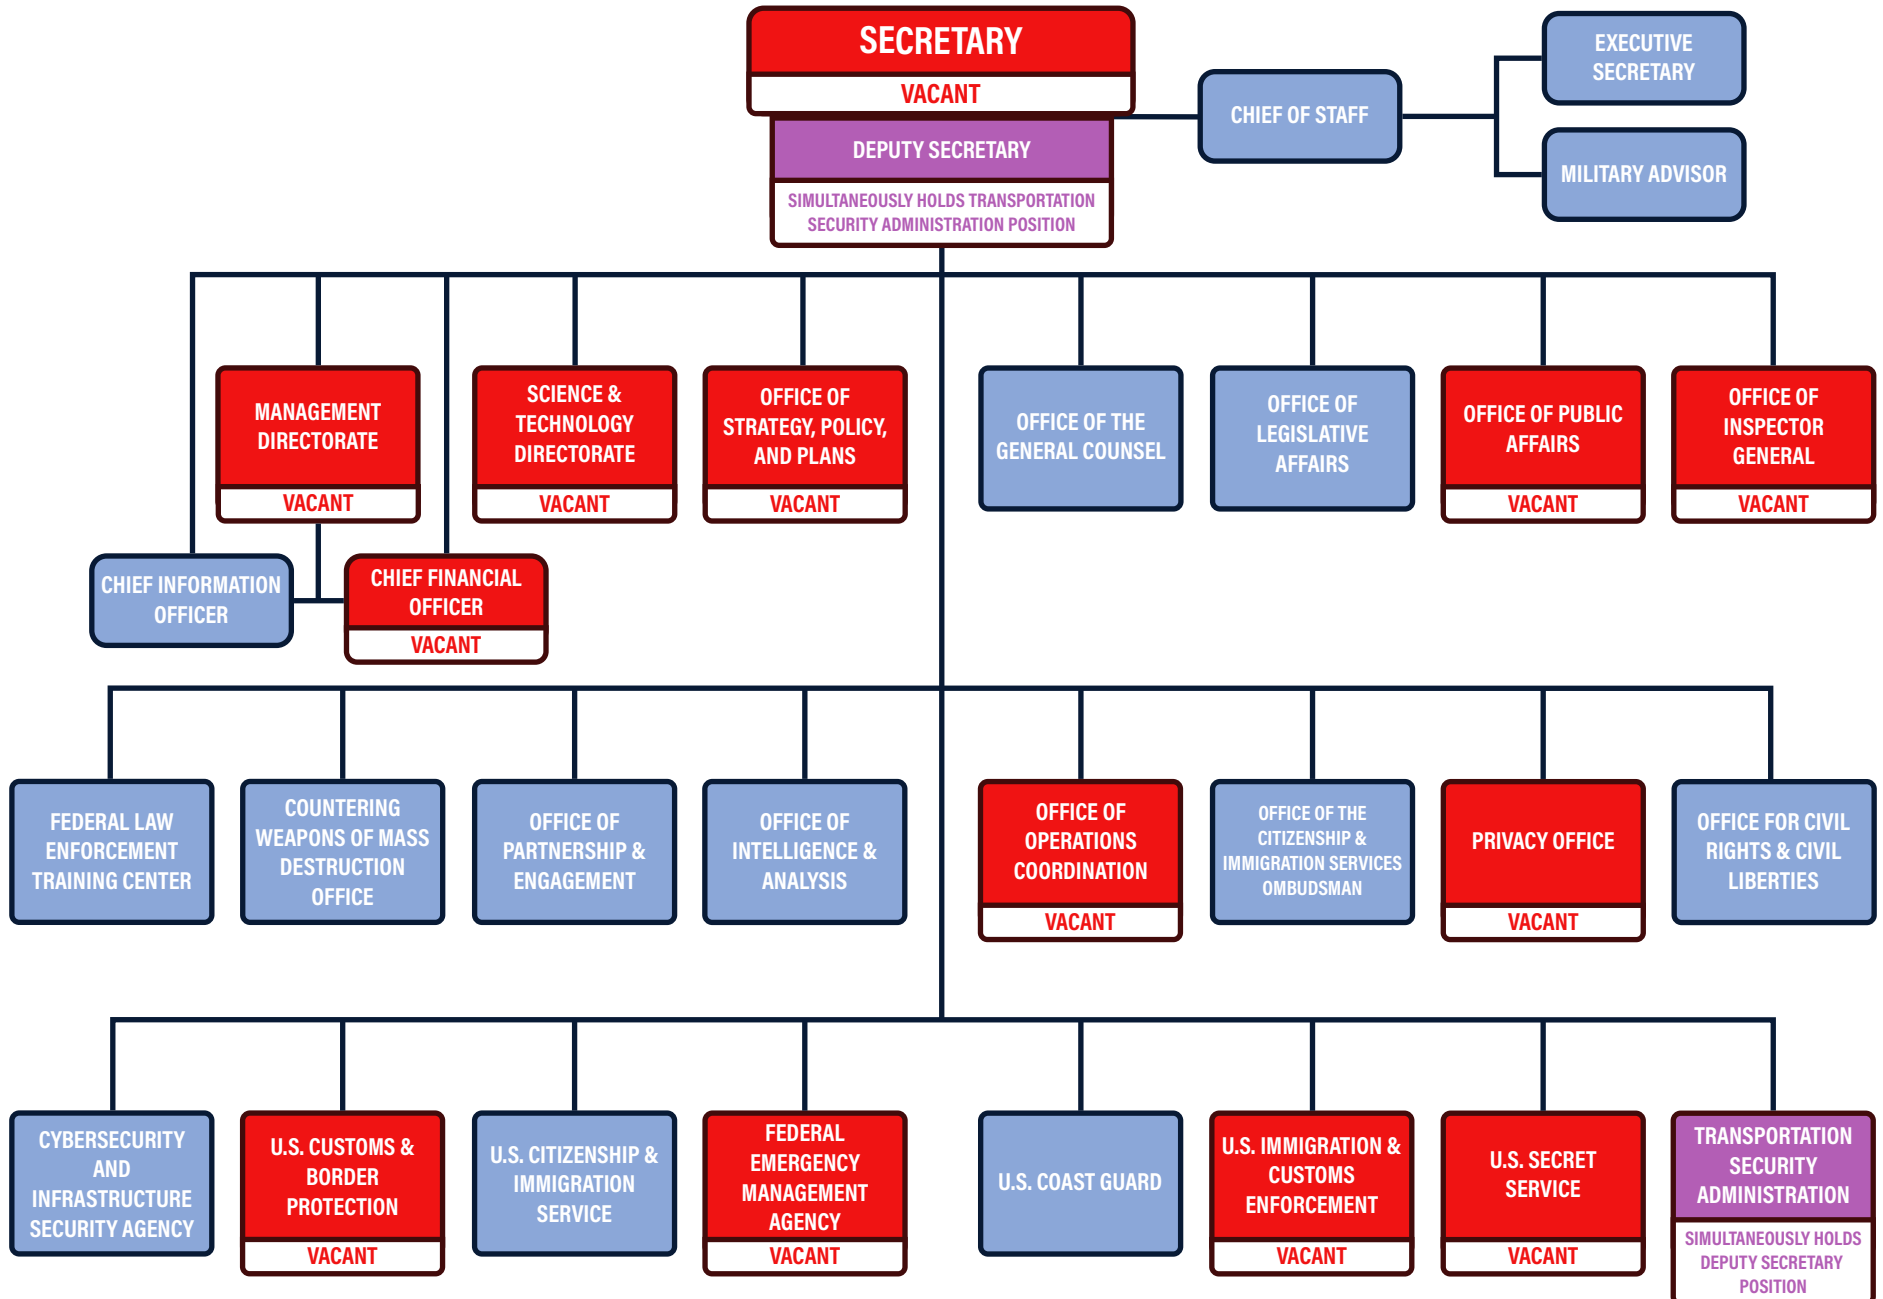 SECRETARY
VACANT
DEPUTY SECRETARY
SIMULTANEOUSLY HOLDS TRANSPORTATION
SECURITY ADMINISTRATION POSITION
CHIEF OF STAFF
EXECUTIVE
SECRETARY
MILITARY ADVISOR
MANAGEMENT
DIRECTORATE
VACANT
SCIENCE &
TECHNOLOGY
DIRECTORATE
VACANT
OFFICE OF
STRATEGY, POLICY,
AND PLANS
VACANT
OFFICE OF THE
GENERAL COUNSEL
OFFICE OF
LEGISLATIVE
AFFAIRS
OFFICE OF PUBLIC
AFFAIRS
VACANT
OFFICE OF
INSPECTOR
GENERAL
VACANT
CHIEF INFORMATION
OFFICER
CHIEF FINANCIAL
OFFICER
VACANT
FEDERAL LAW
ENFORCEMENT
TRAINING CENTER
COUNTERING
WEAPONS OF MASS
DESTRUCTION
OFFICE
OFFICE OF
PARTNERSHIP &
ENGAGEMENT
OFFICE OF
INTELLIGENCE &
ANALYSIS
OFFICE OF
OPERATIONS
COORDINATION
VACANT
OFFICE OF THE
CITIZENSHIP &
IMMIGRATION SERVICES
OMBUDSMAN
PRIVACY OFFICE
VACANT
OFFICE FOR CIVIL
RIGHTS & CIVIL
LIBERTIES
CYBERSECURITY
AND
INFRASTRUCTURE
SECURITY AGENCY
U.S. CUSTOMS &
BORDER
PROTECTION
VACANT
U.S. CITIZENSHIP &
IMMIGRATION
SERVICE
FEDERAL
EMERGENCY
MANAGEMENT
AGENCY
VACANT
U.S. COAST GUARD
U.S. IMMIGRATION &
CUSTOMS
ENFORCEMENT
VACANT
U.S. SECRET
SERVICE
VACANT
TRANSPORTATION
SECURITY
ADMINISTRATION
SIMULTANEOUSLY HOLDS
DEPUTY SECRETARY
POSITION